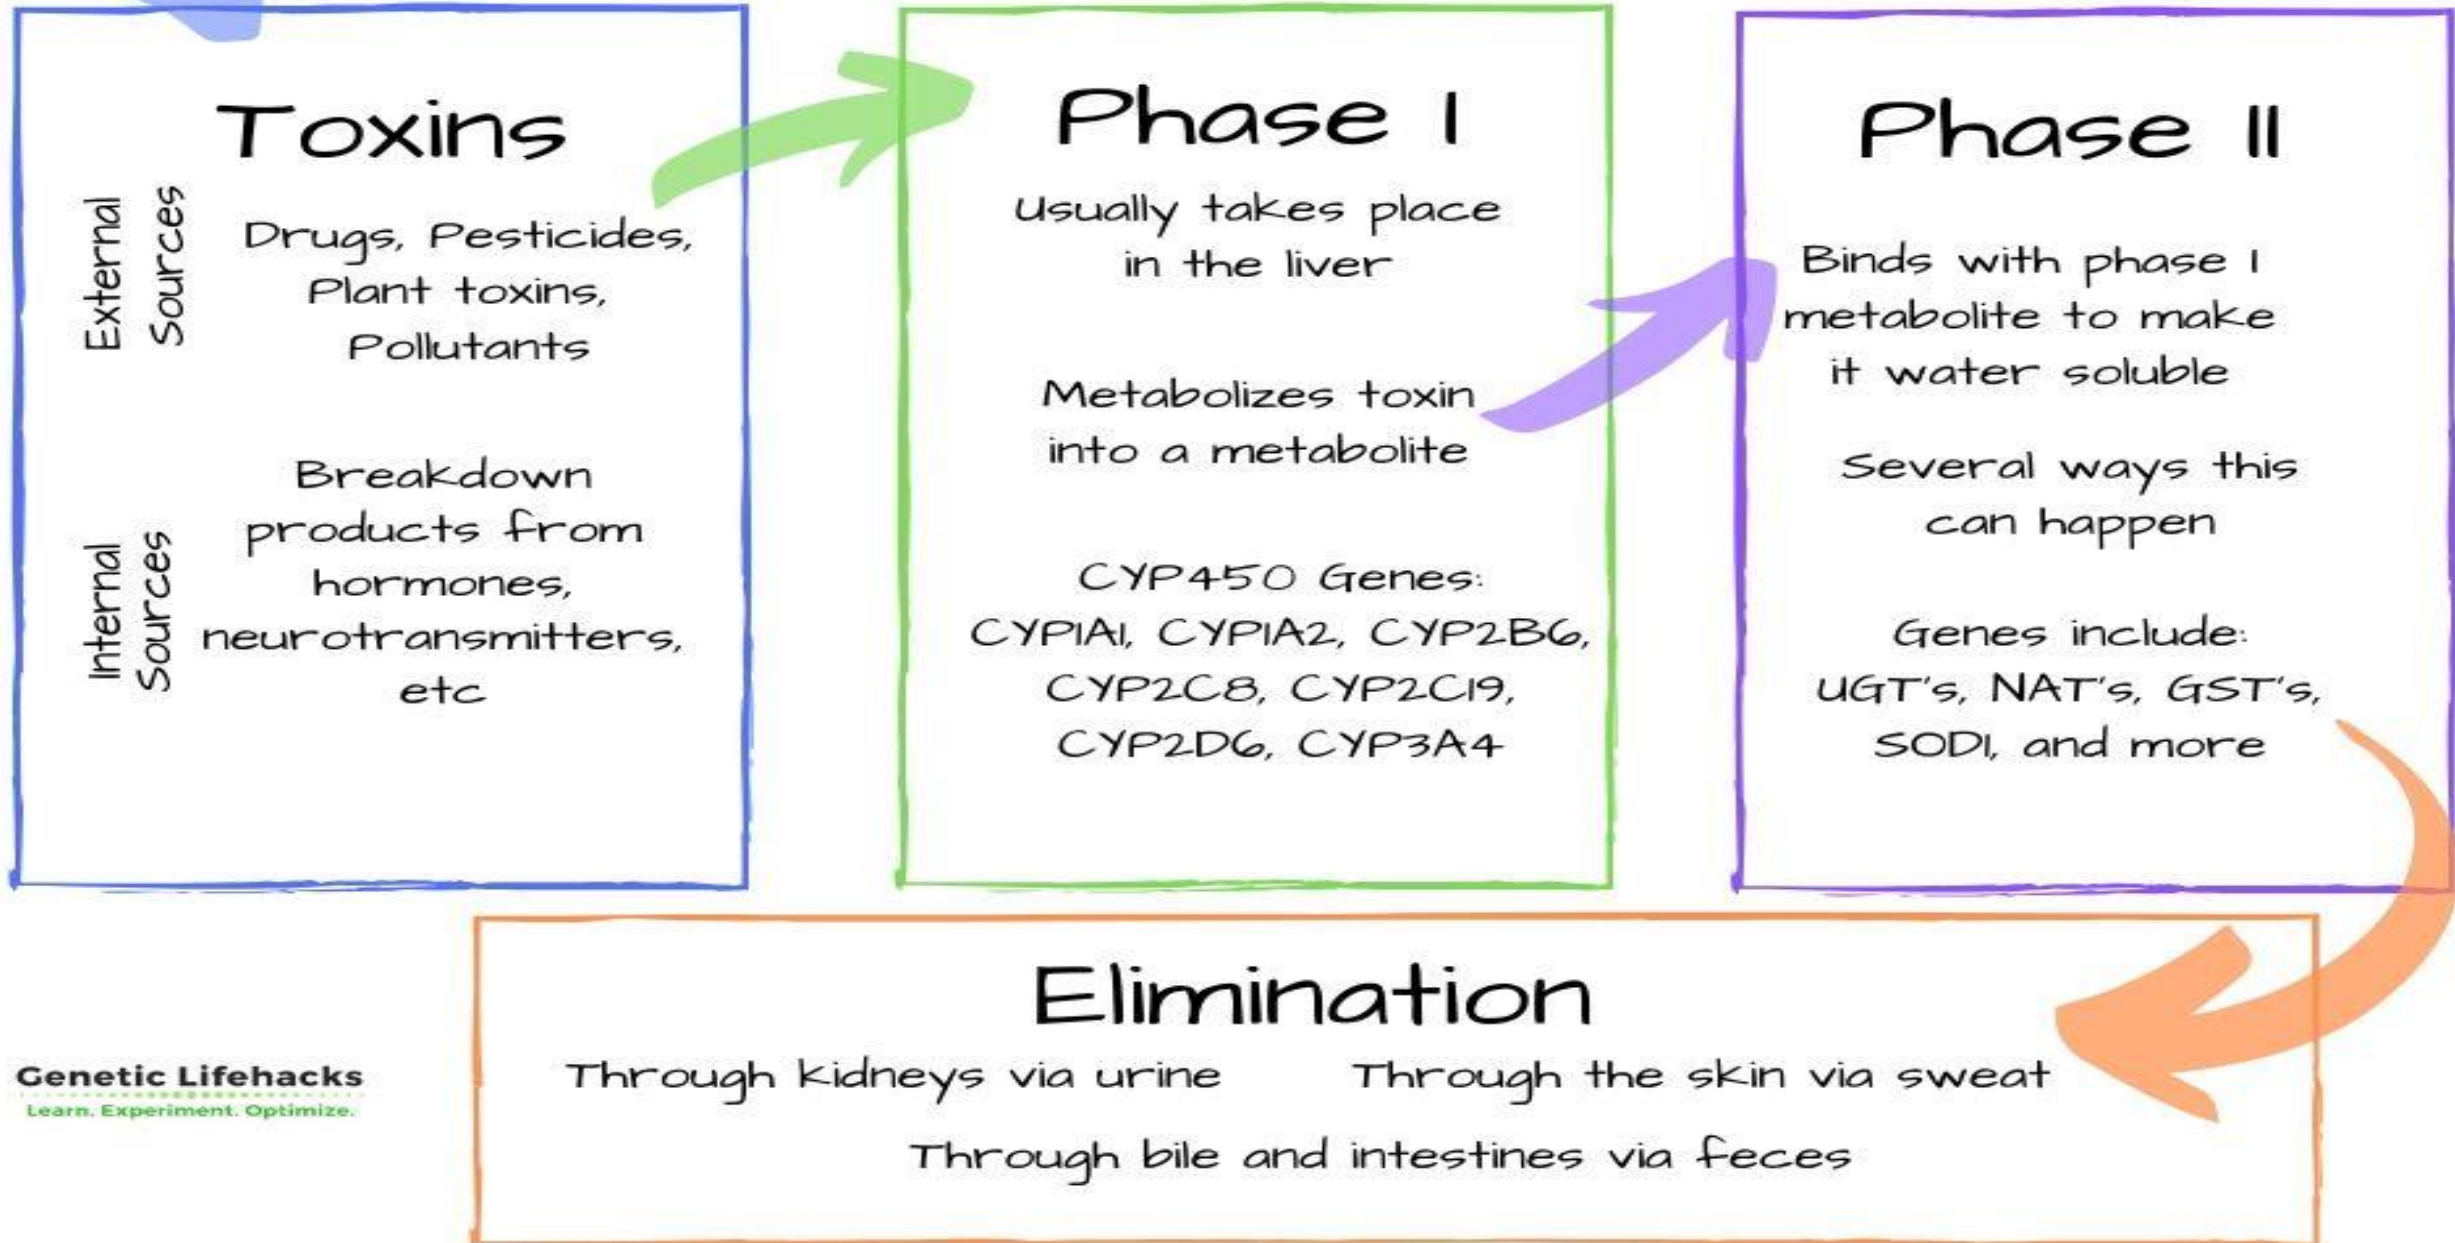 Toxins
External
Sources
Drugs, Pesticides,
Plant toxins,
Pollutants
Internal
Sources
Breakdown
products from
hormones,
neurotransmitters,
etc
Phase I
Usually takes place
in the liver
Metabolizes toxin
into a metabolite
CYP450 Genes:
CYP1A1, CYP1A2, CYP2B6,
CYP2C8, CYP2C19,
CYP2D6, CYP3A4
Phase II
Binds with phase I
metabolite to make
it water soluble
Several ways this
can happen
Genes include:
UGT's, NAT's, GST's,
SOD1, and more
Elimination
Through kidneys via urine
Through the skin via sweat
Through bile and intestines via feces
Genetic Lifehacks
Learn. Experiment. Optimize.